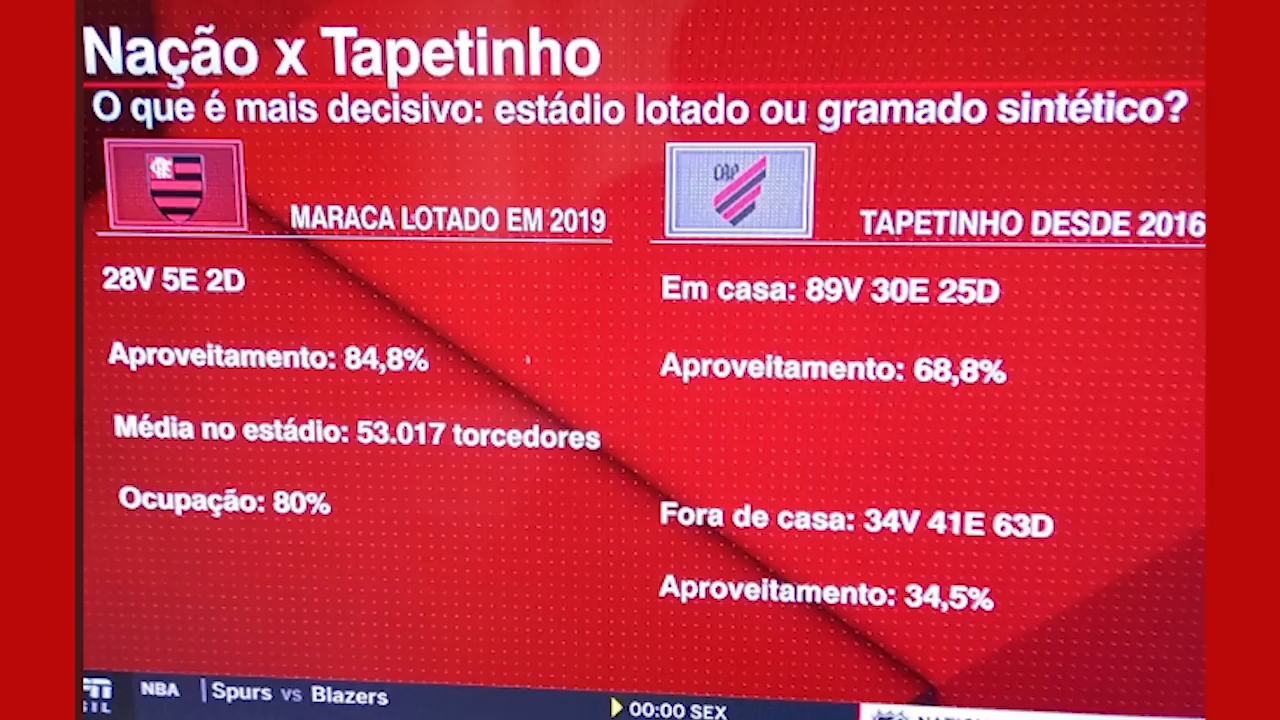 Nação x Tapetinho
O que é mais decisivo: estádio lotado ou gramado sintético?
MARACA LOTADO EM 2019
28V 5E 2D
Aproveitamento: 84,8%
Média no estádio: 53.017 torcedores
Ocupação: 80%
CAP
TAPETINHO DESDE 2016
Em casa: 89V 30E 25D
Aproveitamento: 68,8%
Fora de casa: 34V 41E 63D
Aproveitamento: 34,5%
NBA Spurs vs Blazers
00:00 SEX